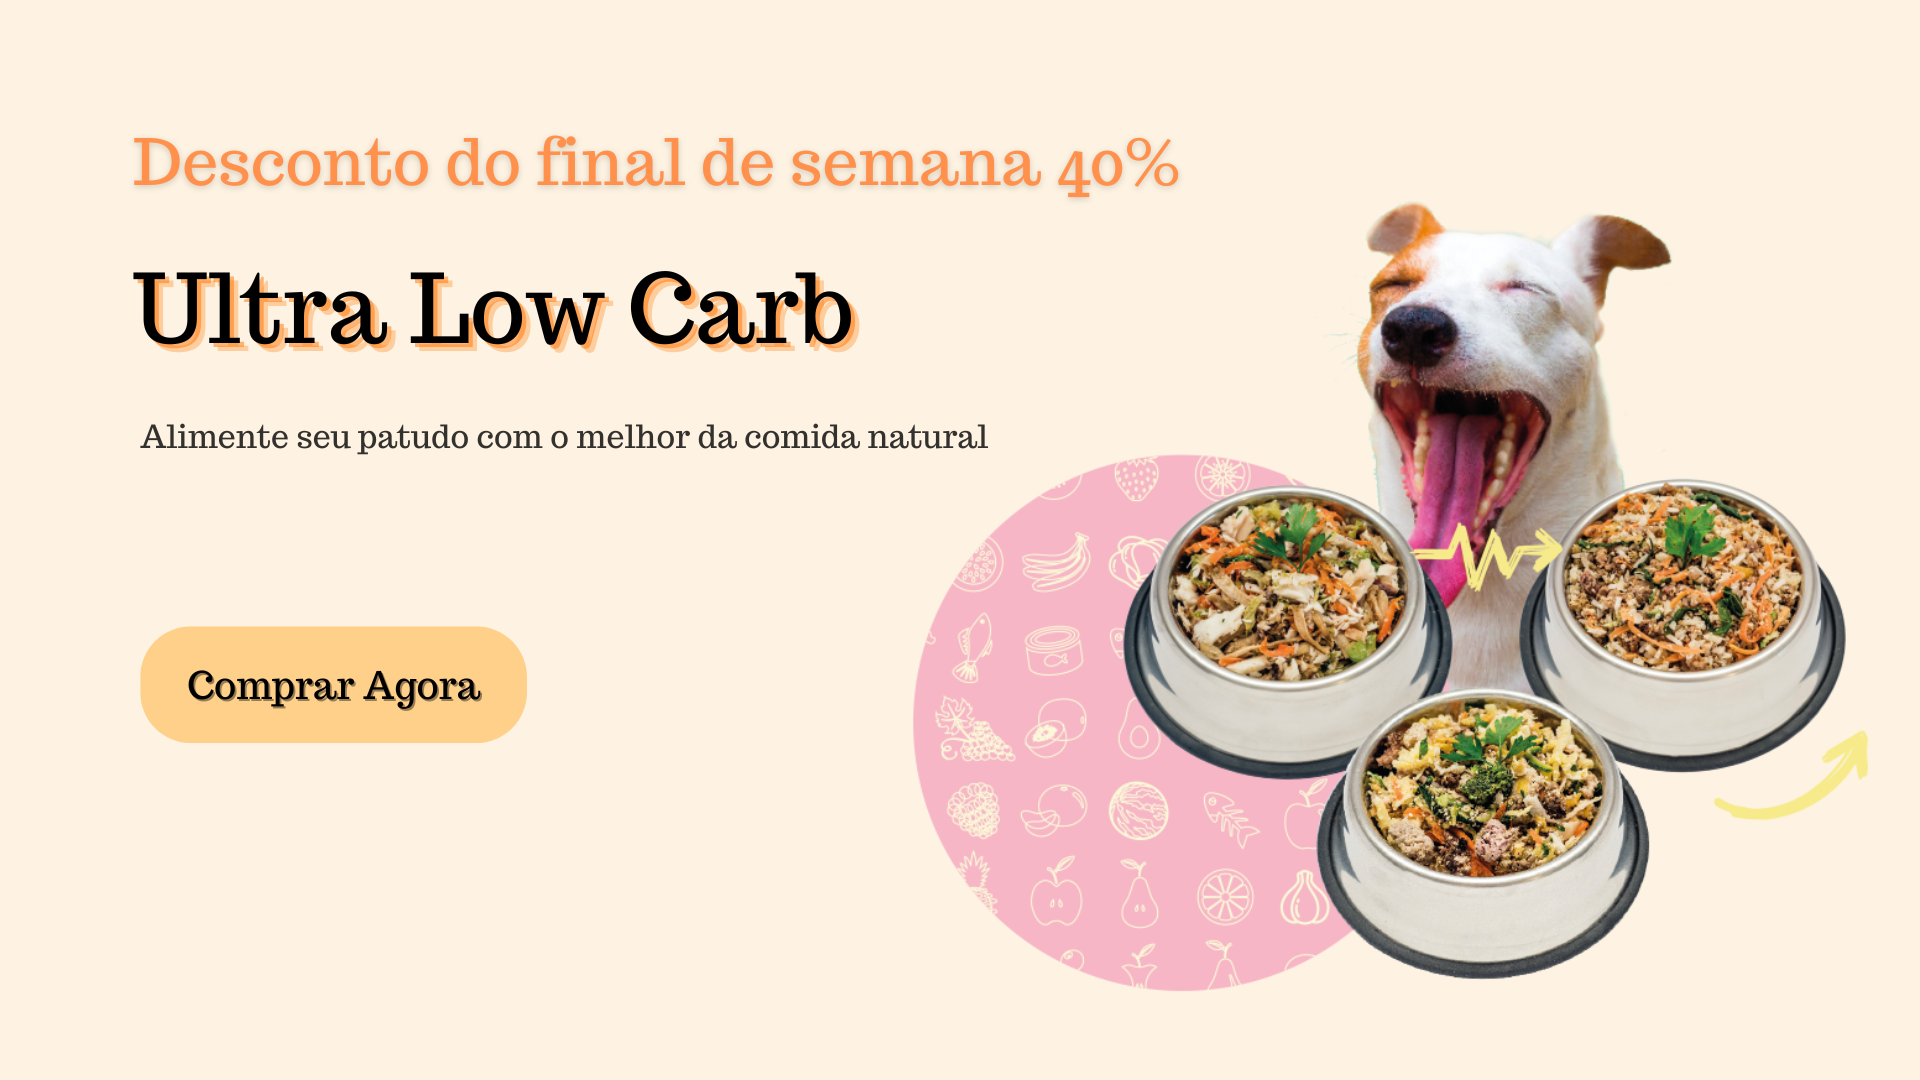 Desconto do final de semana 40%
Ultra Low Carb
Alimente seu patudo com o melhor da comida natural
Comprar Agora